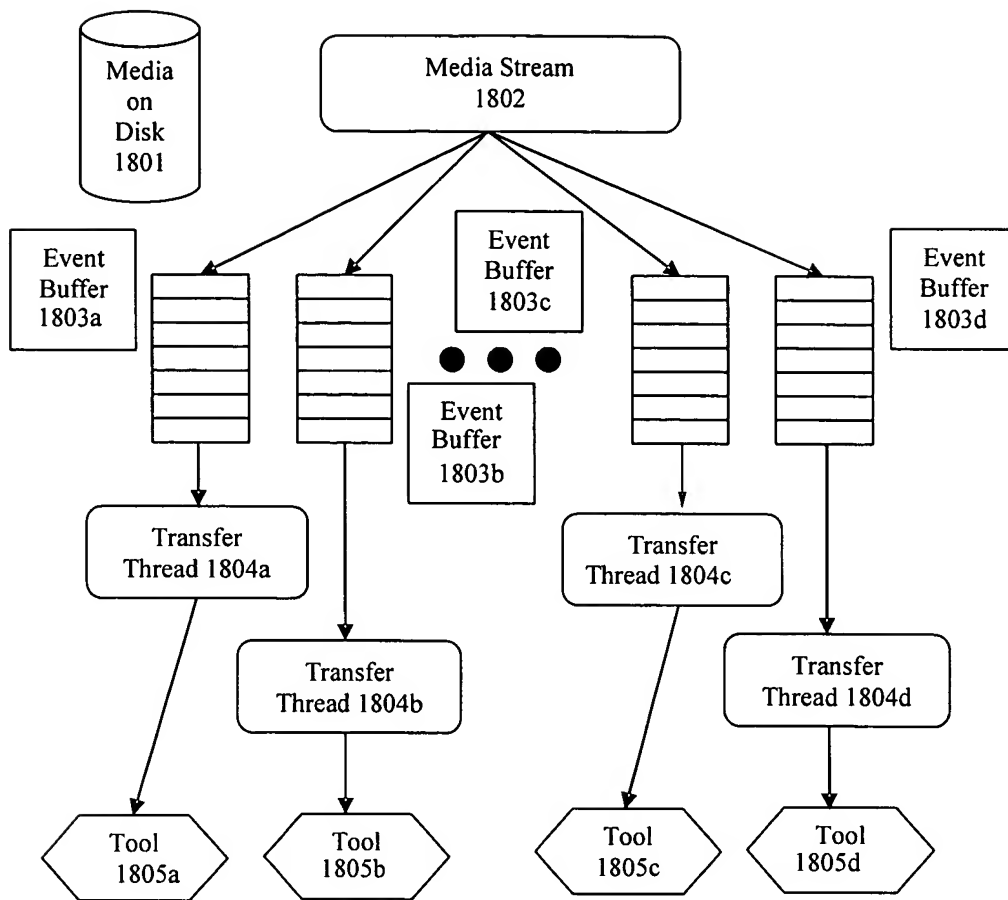 Media
on
Disk
1801
Media Stream
1802
Event
Buffer
1803a
Event
Buffer
1803c
Event
Buffer
1803d
Event
Buffer
1803b
Transfer
Thread 1804a
Transfer
Thread 1804c
Transfer
Thread 1804b
Transfer
Thread 1804d
Tool
1805a
Tool
1805b
Tool
1805c
Tool
1805d